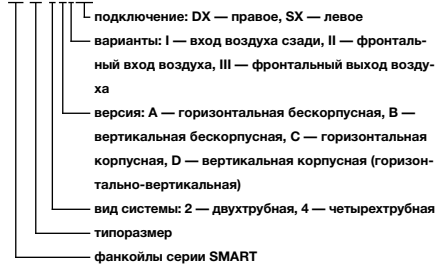 подключение: DX — правое, SX — левое
варианты: I — вход воздуха сзади, II — фронталь-
ный вход воздуха, III — фронтальный выход возду-
ха
версия: A — горизонтальная бескорпусная, B —
вертикальная бескорпусная, C — горизонтальная
корпусная, D — вертикальная корпусная (горизон-
тально-вертикальная)
вид системы: 2 — двухтрубная, 4 — четырехтрубная
типоразмер
фанкойлы серии SMART